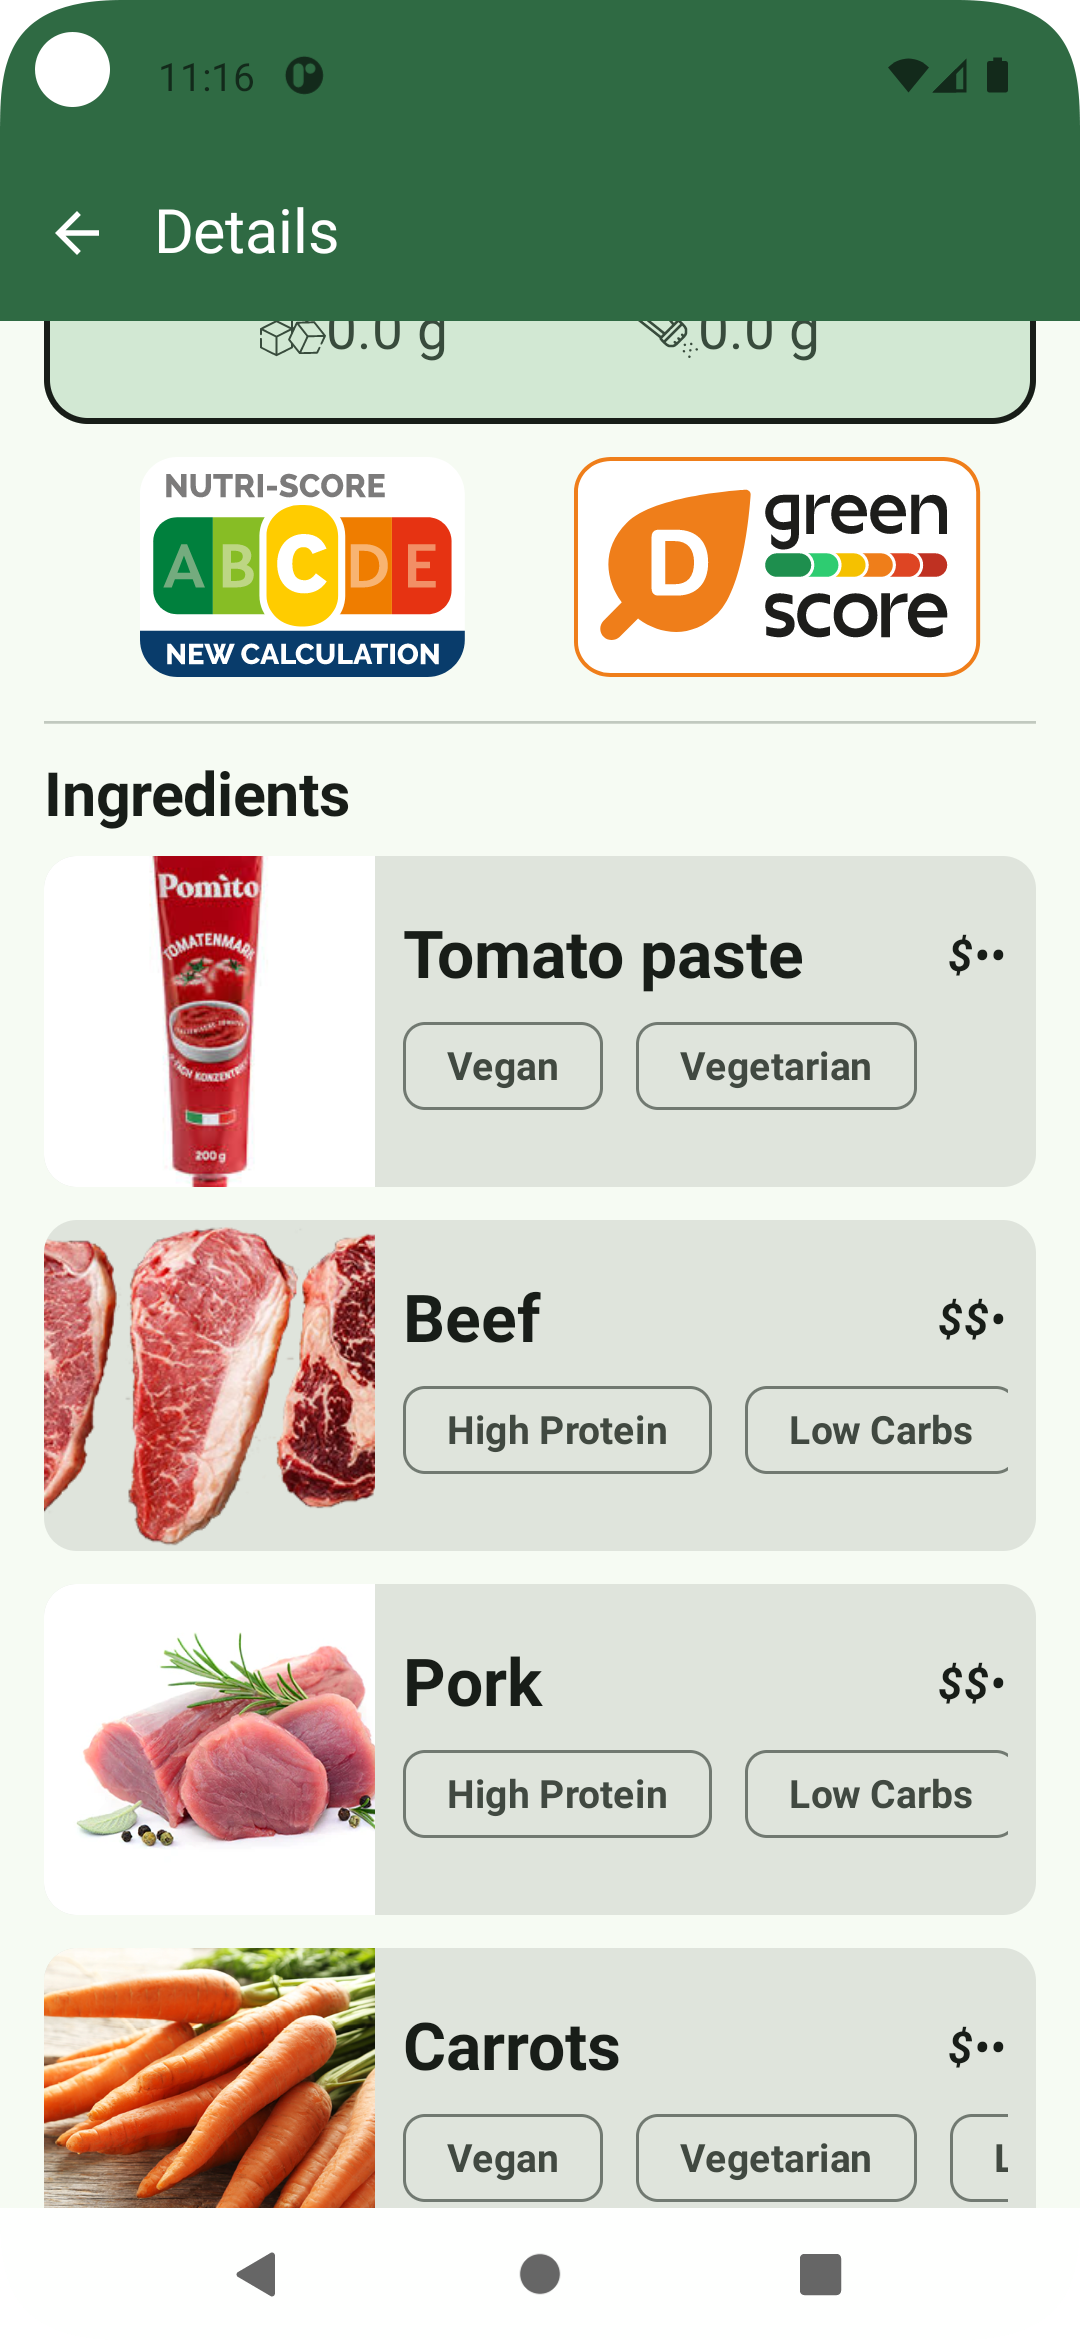 11:16
Details
0.0 g 0.0 g
NUTRI-SCORE
A B C D E
NEW CALCULATION
D
green
score
Ingredients
Pomito
TOMATENMARK
200 g
Tomato paste $••
Vegan Vegetarian
Beef $$•
High Protein Low Carbs
Pork $$•
High Protein Low Carbs
Carrots $••
Vegan Vegetarian L